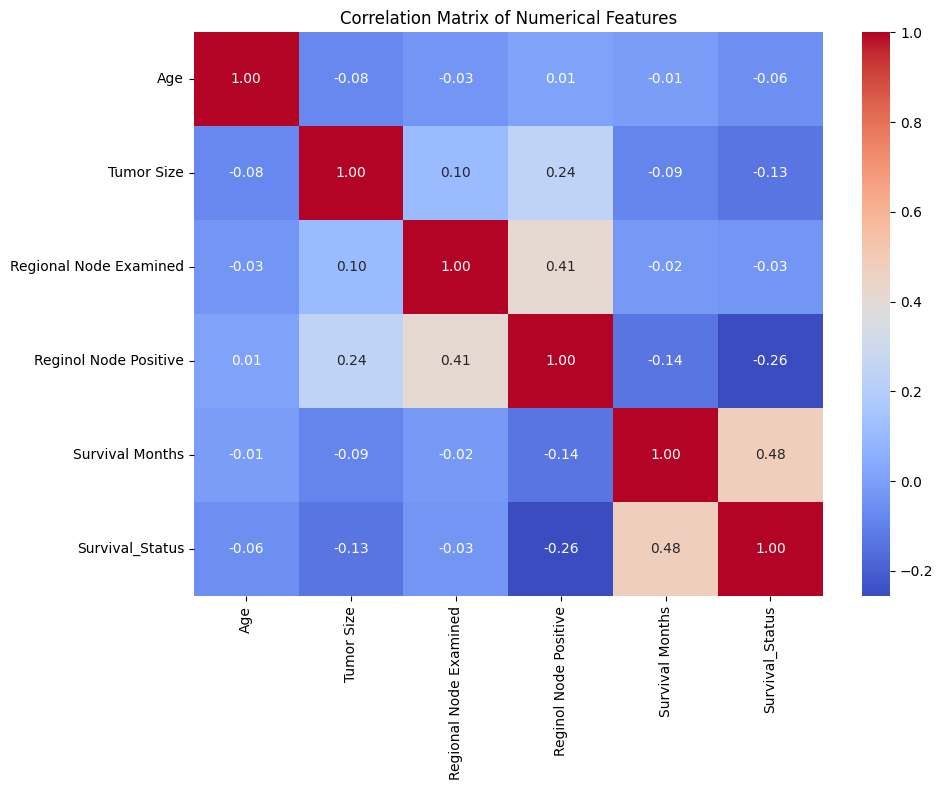 Correlation Matrix of Numerical Features
Age
1.00 -0.08 -0.03 0.01 -0.01 -0.06
Tumor Size
-0.08 1.00 0.10 0.24 -0.09 -0.13
Regional Node Examined
-0.03 0.10 1.00 0.41 -0.02 -0.03
Reginol Node Positive
0.01 0.24 0.41 1.00 -0.14 -0.26
Survival Months
-0.01 -0.09 -0.02 -0.14 1.00 0.48
Survival_Status
-0.06 -0.13 -0.03 -0.26 0.48 1.00
Age
Tumor Size
Regional Node Examined
Reginol Node Positive
Survival Months
Survival_Status
1.0
0.8
0.6
0.4
0.2
0.0
−0.2